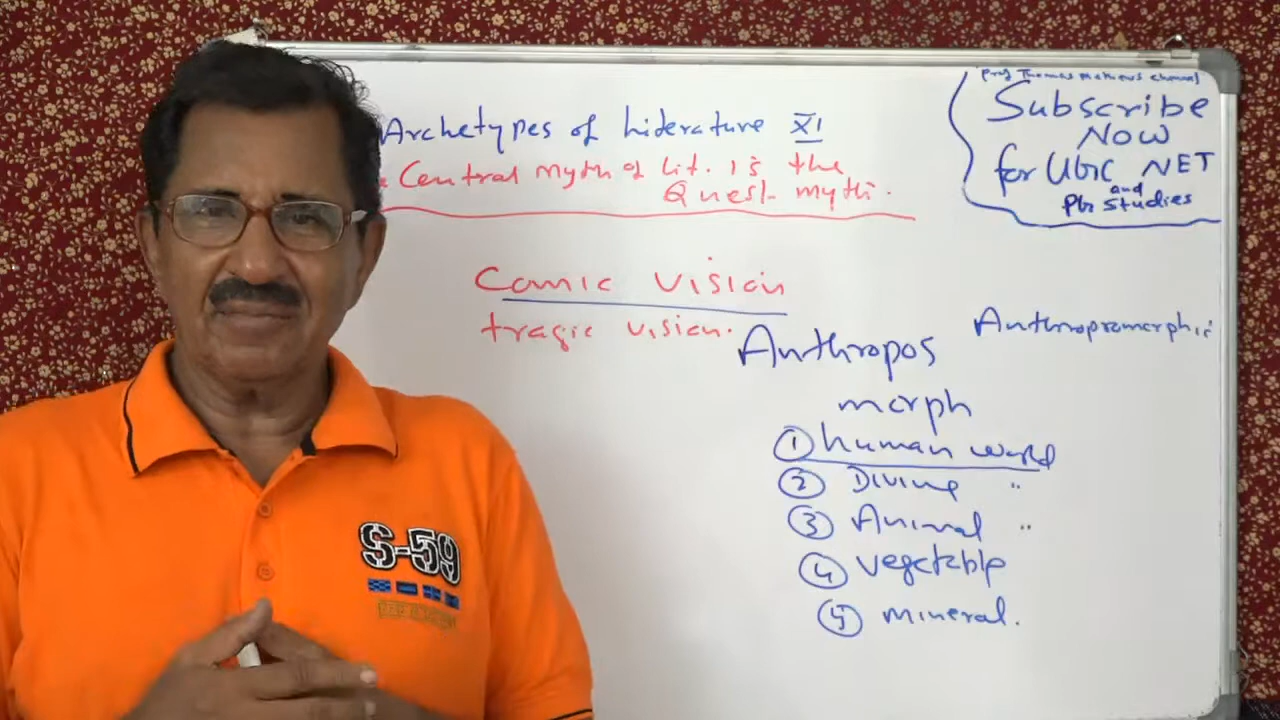 Archetypes of Literature XI
Central myth of Lit. is the
Quest myth.
Prof Thomas Mathews channel
Subscribe
NOW
for UGC NET
and
PG Studies
Comic vision
tragic vision.
Anthropos
Anthropromorphic
morph
① human world
② Divine "
③ Animal "
④ vegetable
⑤ mineral.
S-59